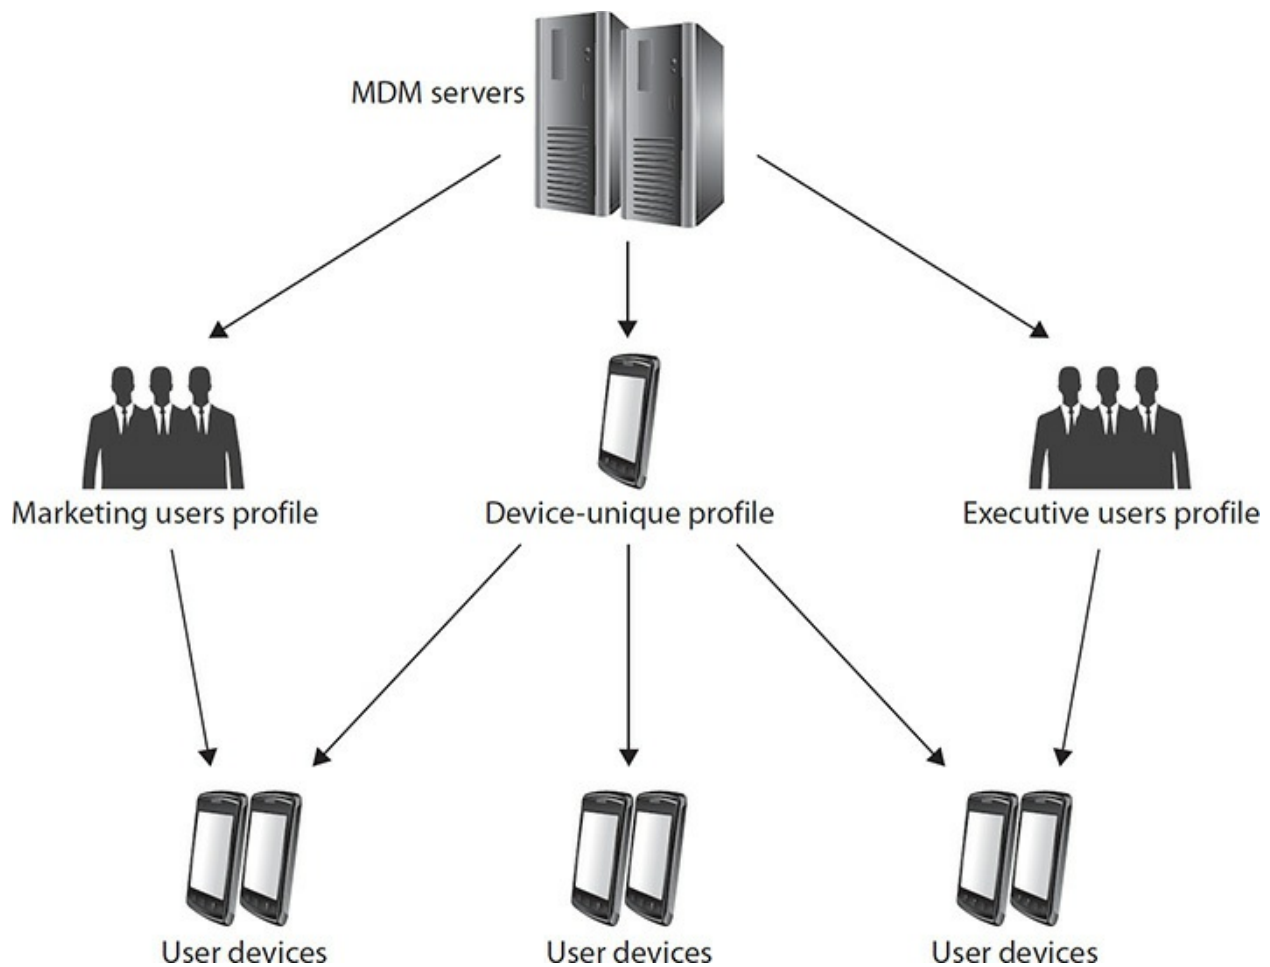 MDM servers
Marketing users profile
Device-unique profile
Executive users profile
User devices
User devices
User devices